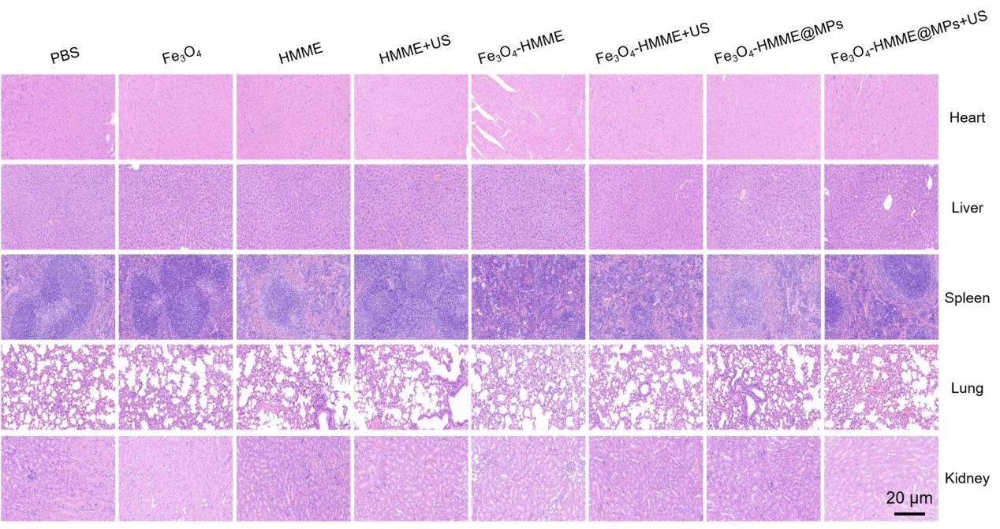 PBS
Fe₃O₄
HMME
HMME+US
Fe₃O₄-HMME
Fe₃O₄-HMME+US
Fe₃O₄-HMME@MPs
Fe₃O₄-HMME@MPs+US
Heart
Liver
Spleen
Lung
Kidney
20 μm